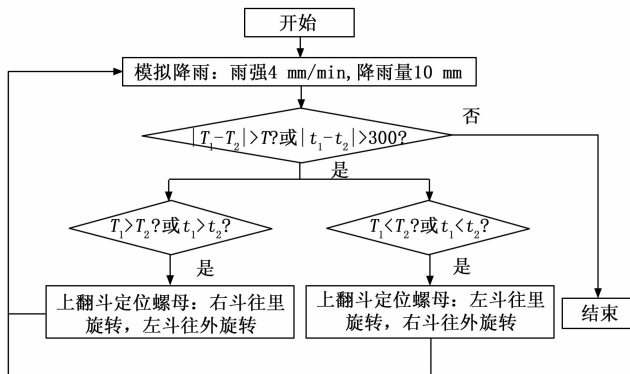 开始
模拟降雨：雨强4 mm/min,降雨量10 mm
|T₁-T₂|>T?或|t₁-t₂|>300?
否
是
T₁>T₂?或t₁>t₂?
T₁<T₂?或t₁<t₂?
是
是
上翻斗定位螺母：右斗往里
旋转，左斗往外旋转
上翻斗定位螺母：左斗往里
旋转，右斗往外旋转
结束